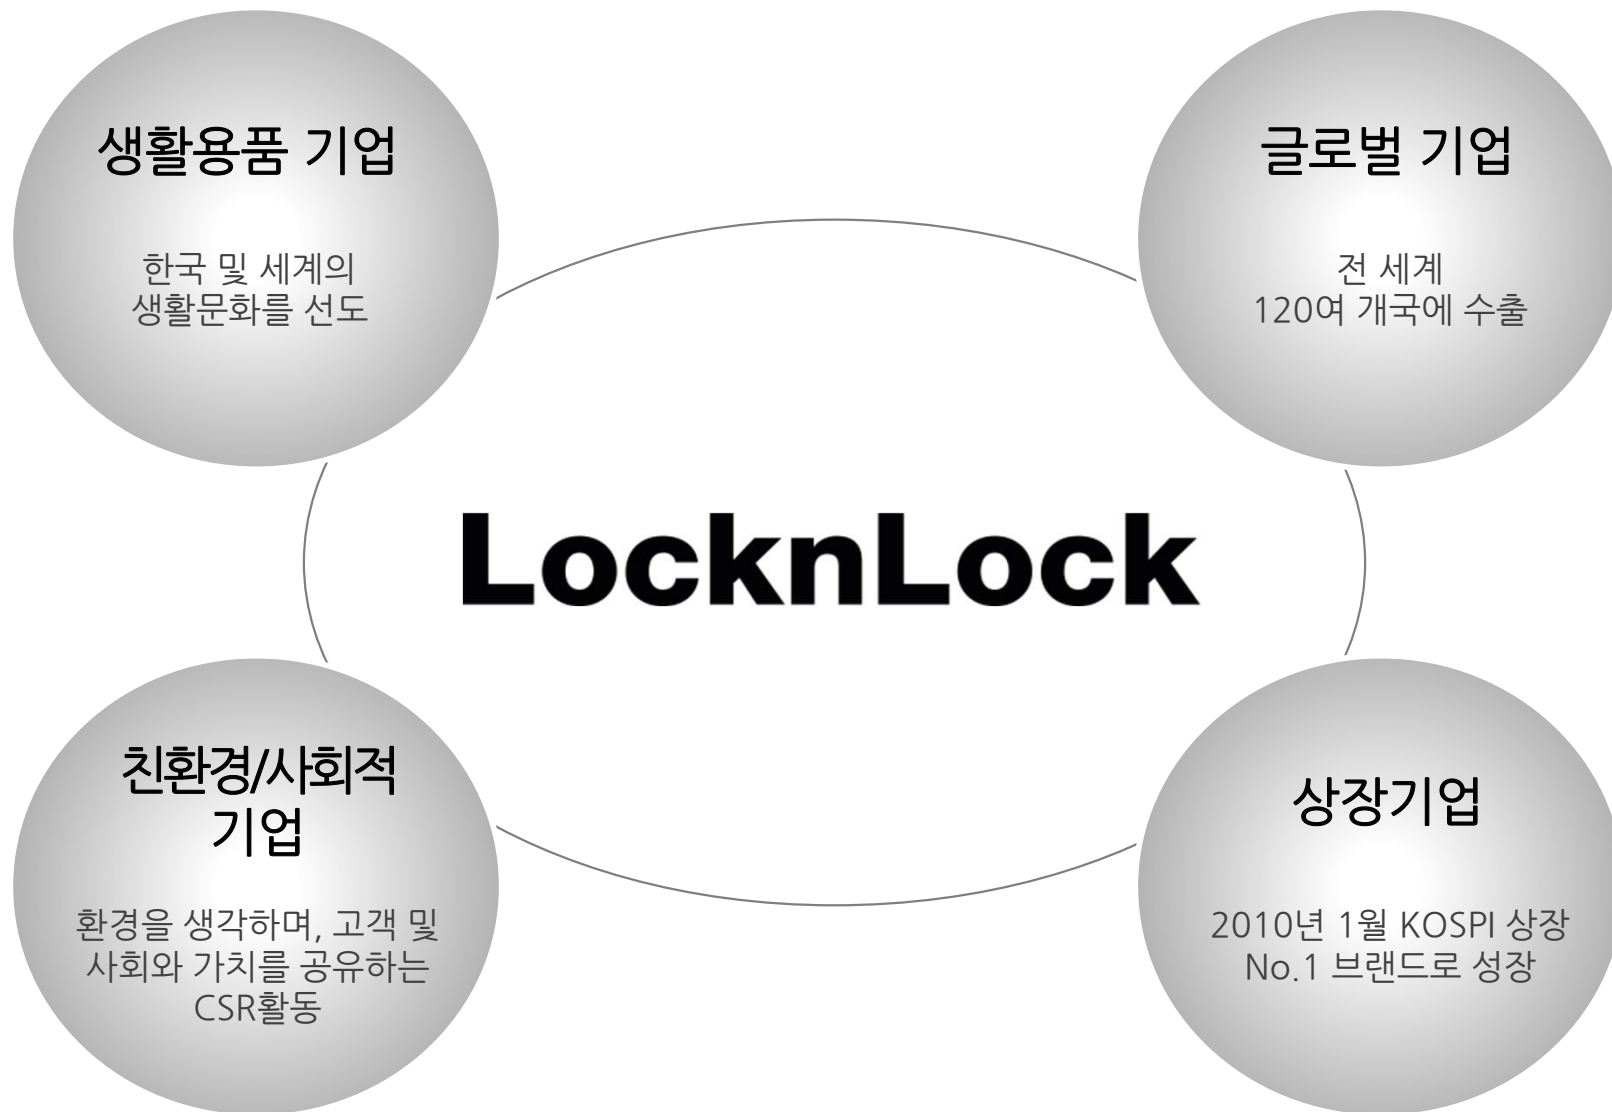 생활용품 기업
한국 및 세계의
생활문화를 선도
글로벌 기업
전 세계
120여 개국에 수출
LocknLock
친환경/사회적
기업
환경을 생각하며, 고객 및
사회와 가치를 공유하는
CSR활동
상장기업
2010년 1월 KOSPI 상장
No.1 브랜드로 성장